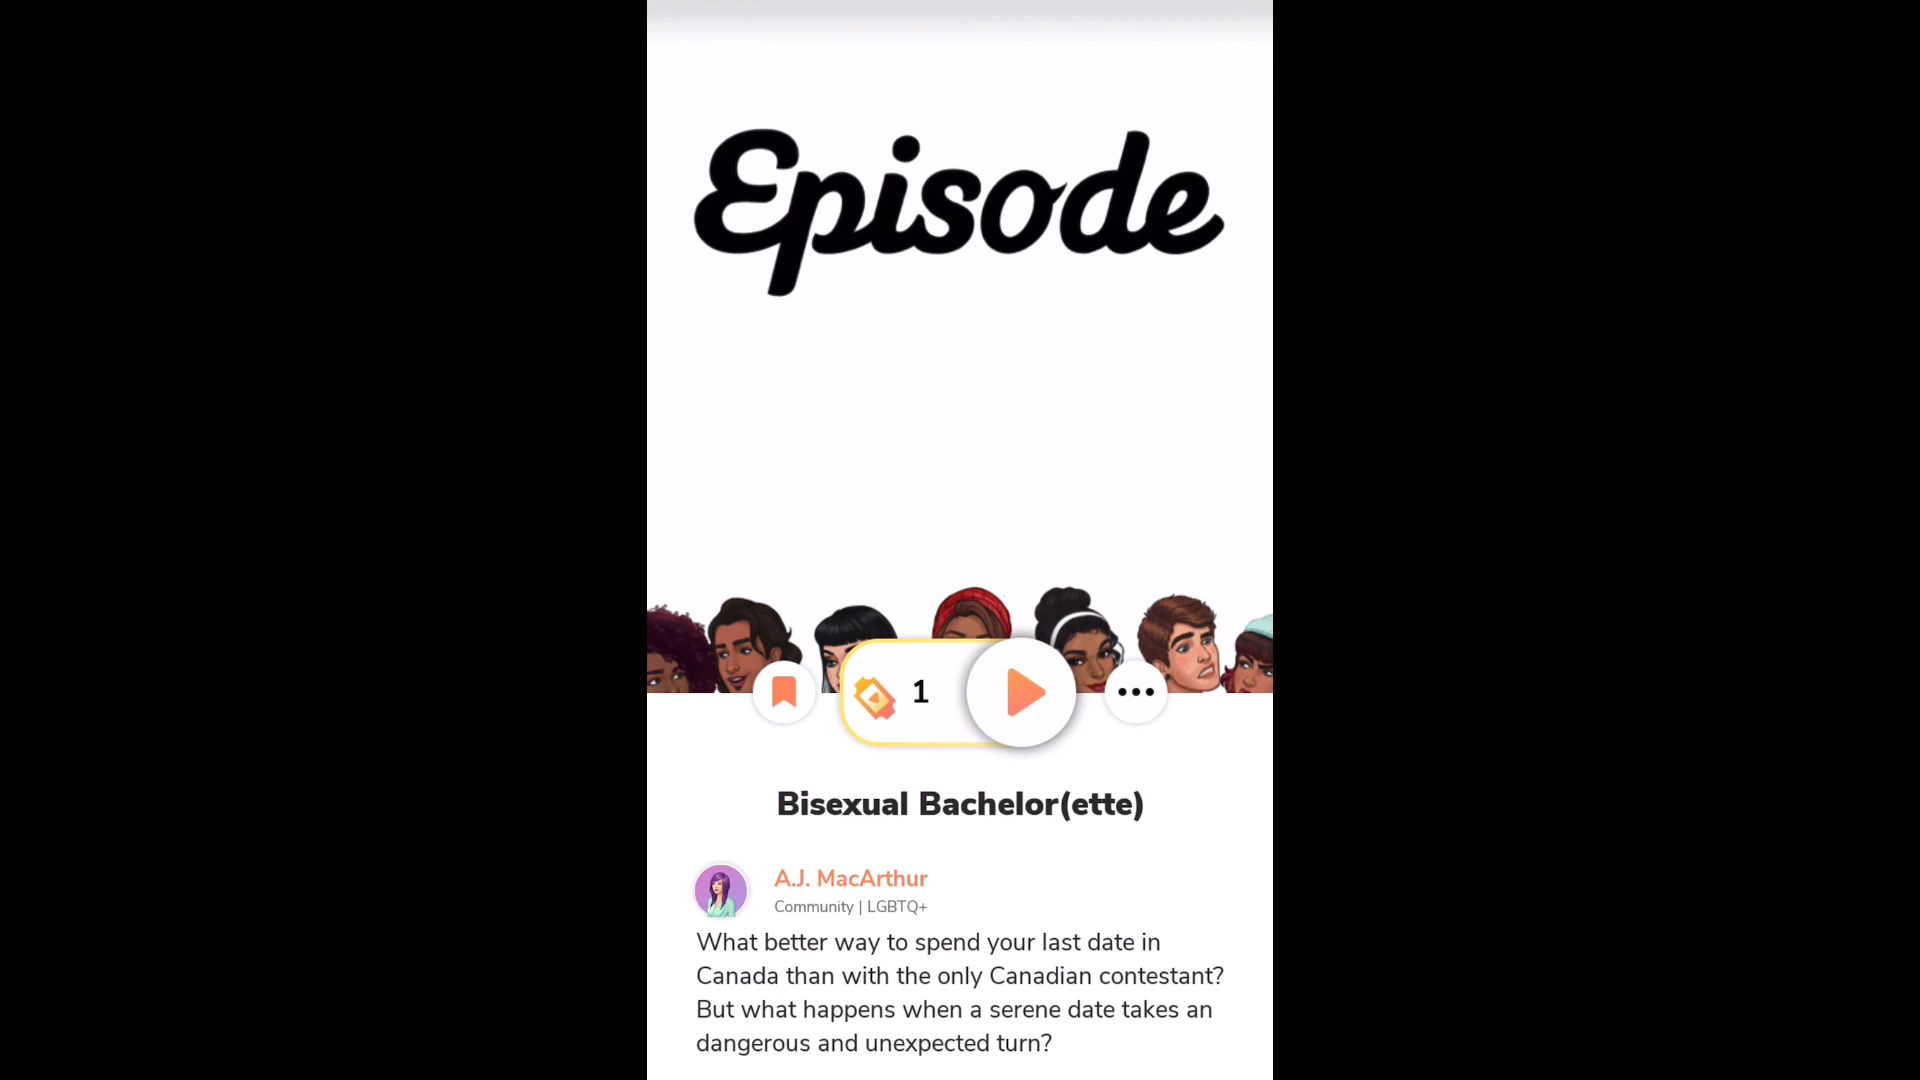 Episode
1
Bisexual Bachelor(ette)
A.J. MacArthur
Community | LGBTQ+
What better way to spend your last date in
Canada than with the only Canadian contestant?
But what happens when a serene date takes an
dangerous and unexpected turn?